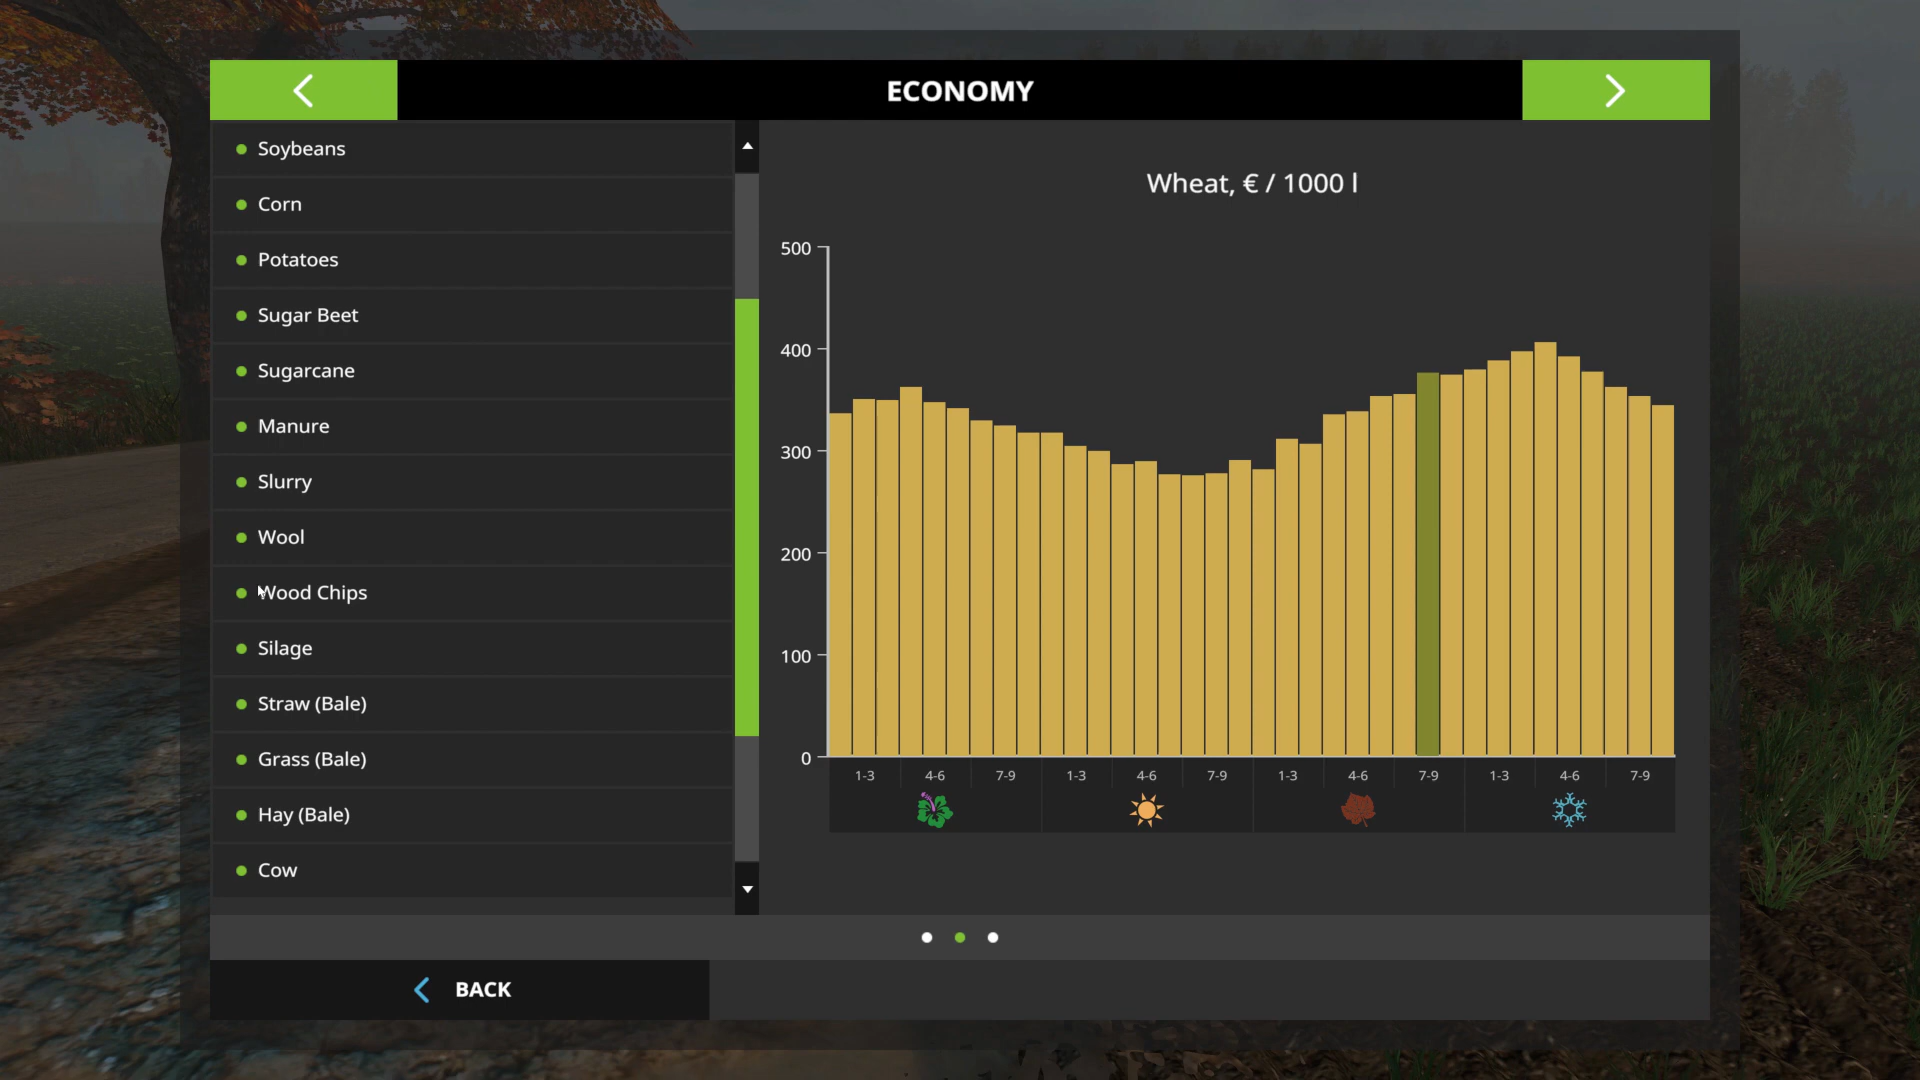 ECONOMY
Soybeans
Corn
Potatoes
Sugar Beet
Sugarcane
Manure
Slurry
Wool
Wood Chips
Silage
Straw (Bale)
Grass (Bale)
Hay (Bale)
Cow
Wheat, € / 1000 l
500
400
300
200
100
0
1-3 4-6 7-9 1-3 4-6 7-9 1-3 4-6 7-9 1-3 4-6 7-9
BACK